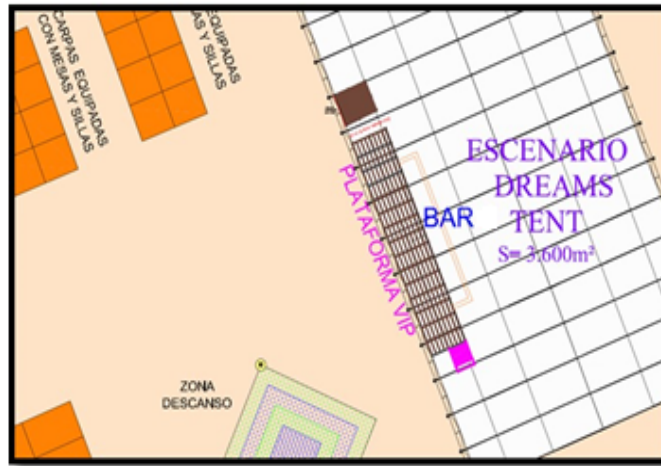 CARPAS EQUIPADAS
CON MESAS Y SILLAS
EQUIPADAS
AS Y SILLAS
PLATAFORMA VIP
BAR
ESCENARIO
DREAMS
TENT
S= 3.600m²
ZONA
DESCANSO